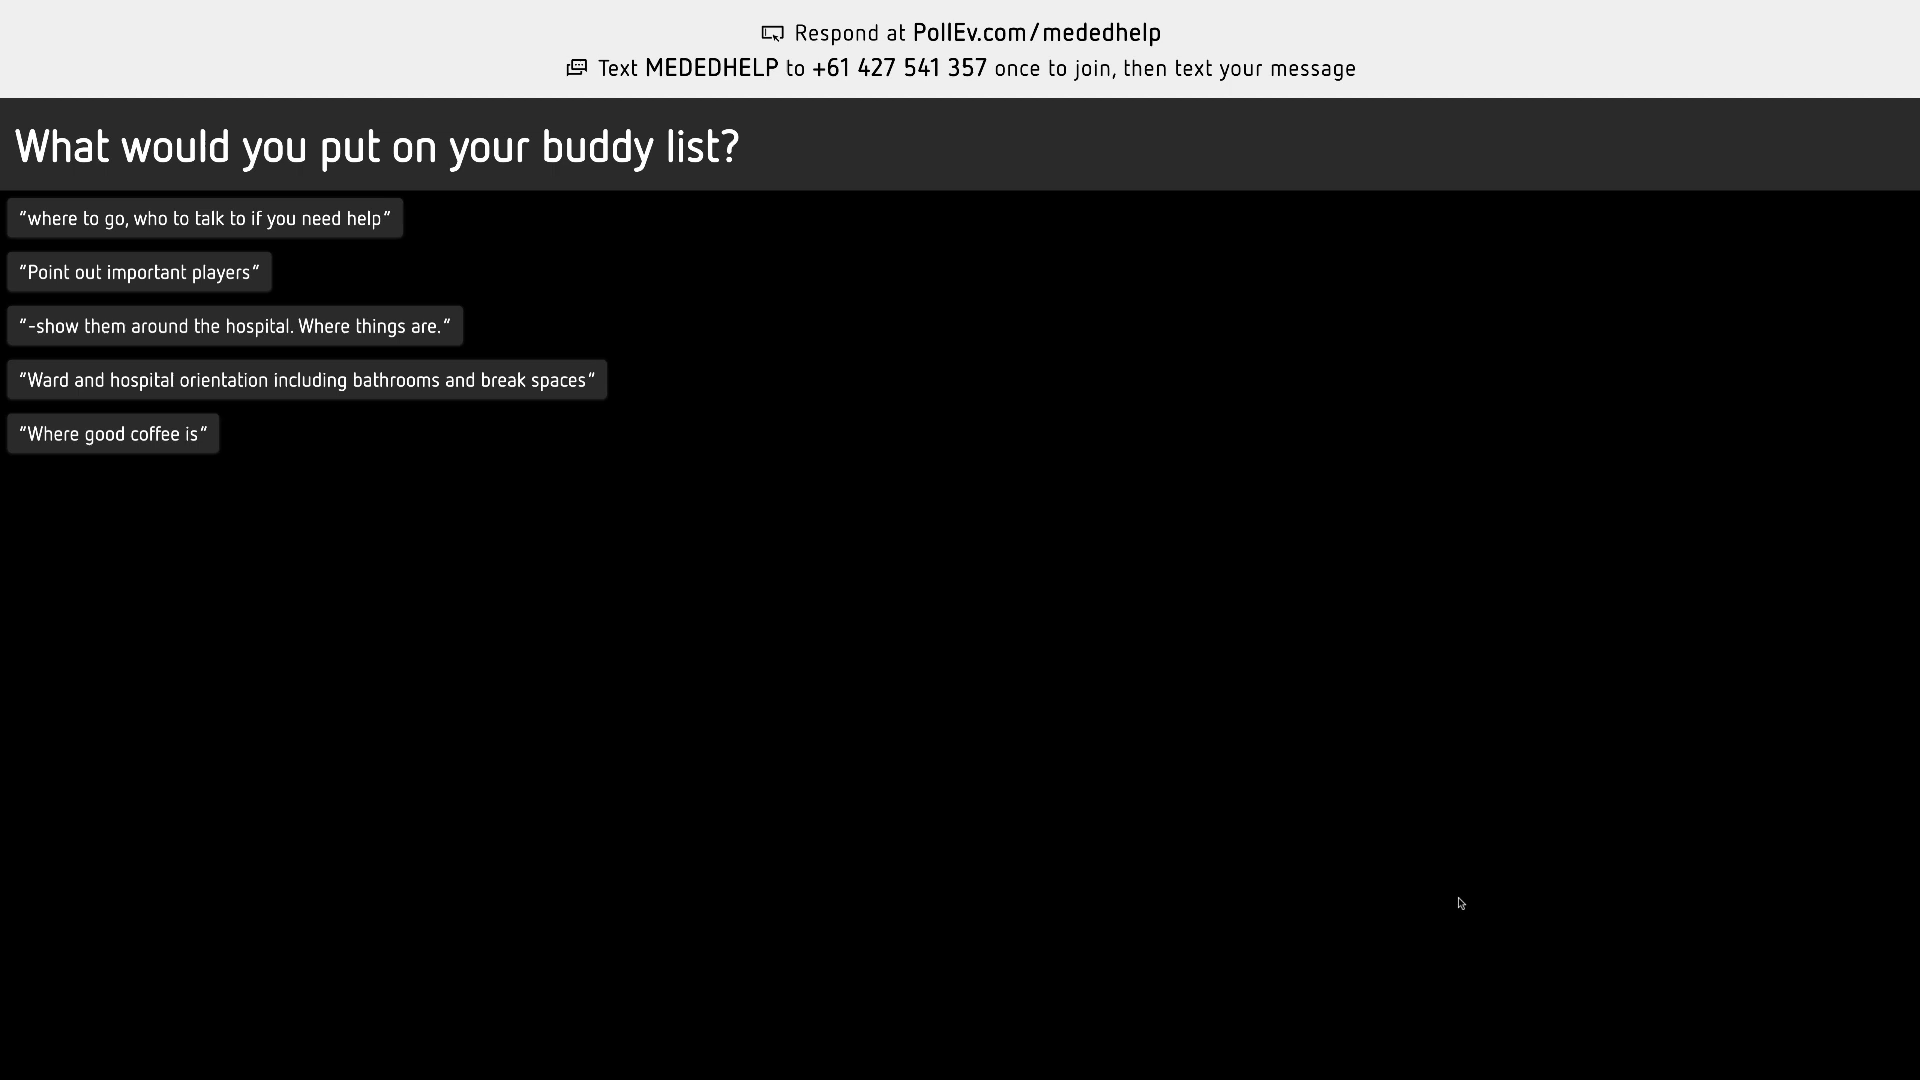 Respond at PollEv.com/mededhelp
Text MEDEDHELP to +61 427 541 357 once to join, then text your message
What would you put on your buddy list?
"where to go, who to talk to if you need help"
"Point out important players"
"-show them around the hospital. Where things are."
"Ward and hospital orientation including bathrooms and break spaces"
"Where good coffee is"